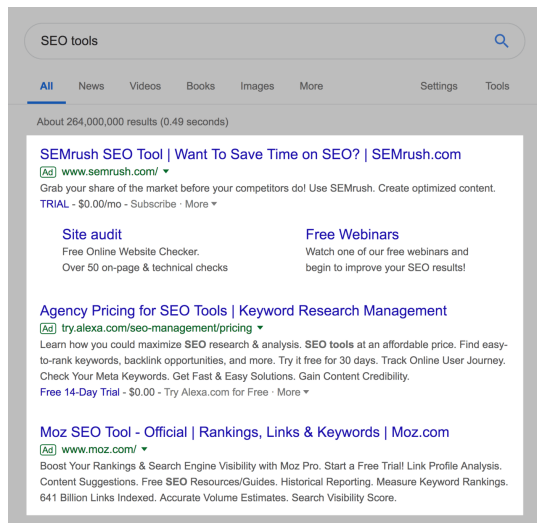 SEO tools
All News Videos Books Images More Settings Tools
About 264,000,000 results (0.49 seconds)
SEMrush SEO Tool | Want To Save Time on SEO? | SEMrush.com
Ad www.semrush.com/
Grab your share of the market before your competitors do! Use SEMrush. Create optimized content.
TRIAL - $0.00/mo - Subscribe · More
Site audit
Free Online Website Checker.
Over 50 on-page & technical checks
Free Webinars
Watch one of our free webinars and
begin to improve your SEO results!
Agency Pricing for SEO Tools | Keyword Research Management
Ad try.alexa.com/seo-management/pricing
Learn how you could maximize SEO research & analysis. SEO tools at an affordable price. Find easy-
to-rank keywords, backlink opportunities, and more. Try it free for 30 days. Track Online User Journey.
Check Your Meta Keywords. Get Fast & Easy Solutions. Gain Content Credibility.
Free 14-Day Trial - $0.00 - Try Alexa.com for Free · More
Moz SEO Tool - Official | Rankings, Links & Keywords | Moz.com
Ad www.moz.com/
Boost Your Rankings & Search Engine Visibility with Moz Pro. Start a Free Trial! Link Profile Analysis.
Content Suggestions. Free SEO Resources/Guides. Historical Reporting. Measure Keyword Rankings.
641 Billion Links Indexed. Accurate Volume Estimates. Search Visibility Score.